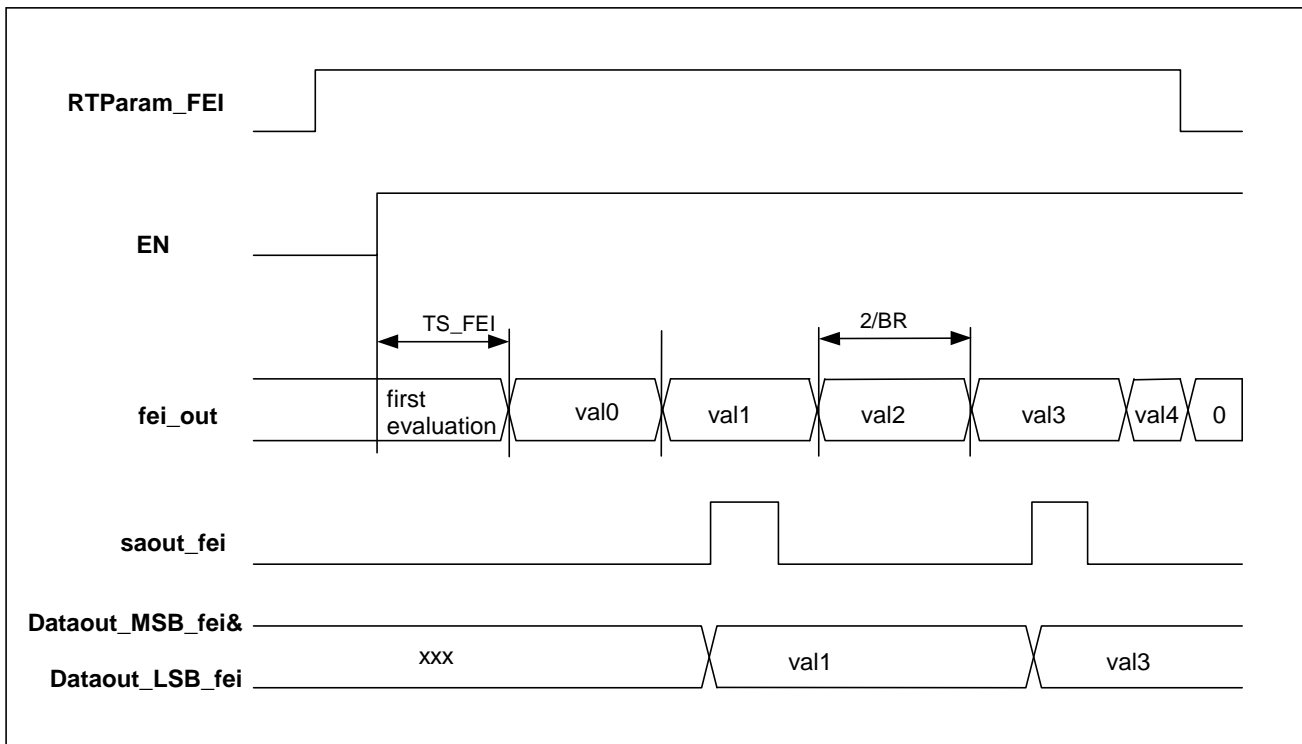 RTParam_FEI
EN
TS_FEI
2/BR
fei_out
first
evaluation
val0
val1
val2
val3
val4
0
saout_fei
Dataout_MSB_fei&
Dataout_LSB_fei
xxx
val1
val3